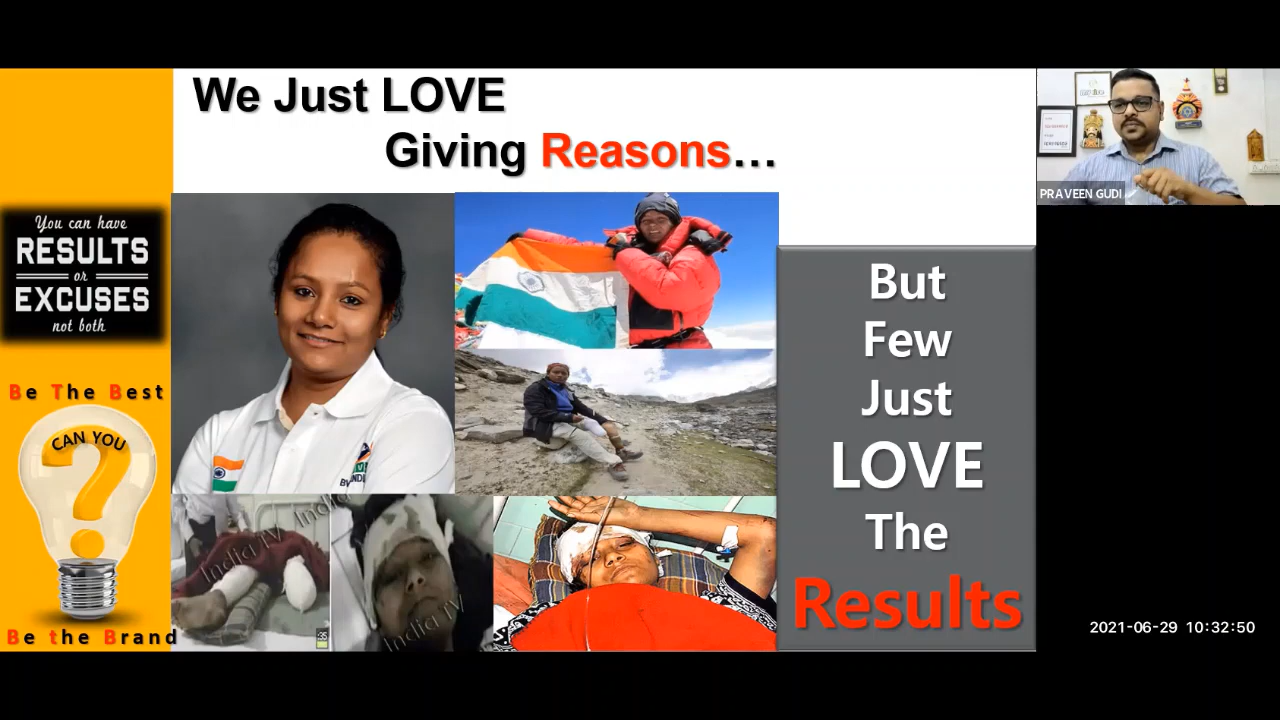 We Just LOVE
Giving Reasons...
You can have
RESULTS
or
EXCUSES
not both
Be The Best
CAN YOU
?
Be the Brand
India TV
India
India TV
But
Few
Just
LOVE
The
Results
PRAVEEN GUDI
2021-06-29 10:32:50